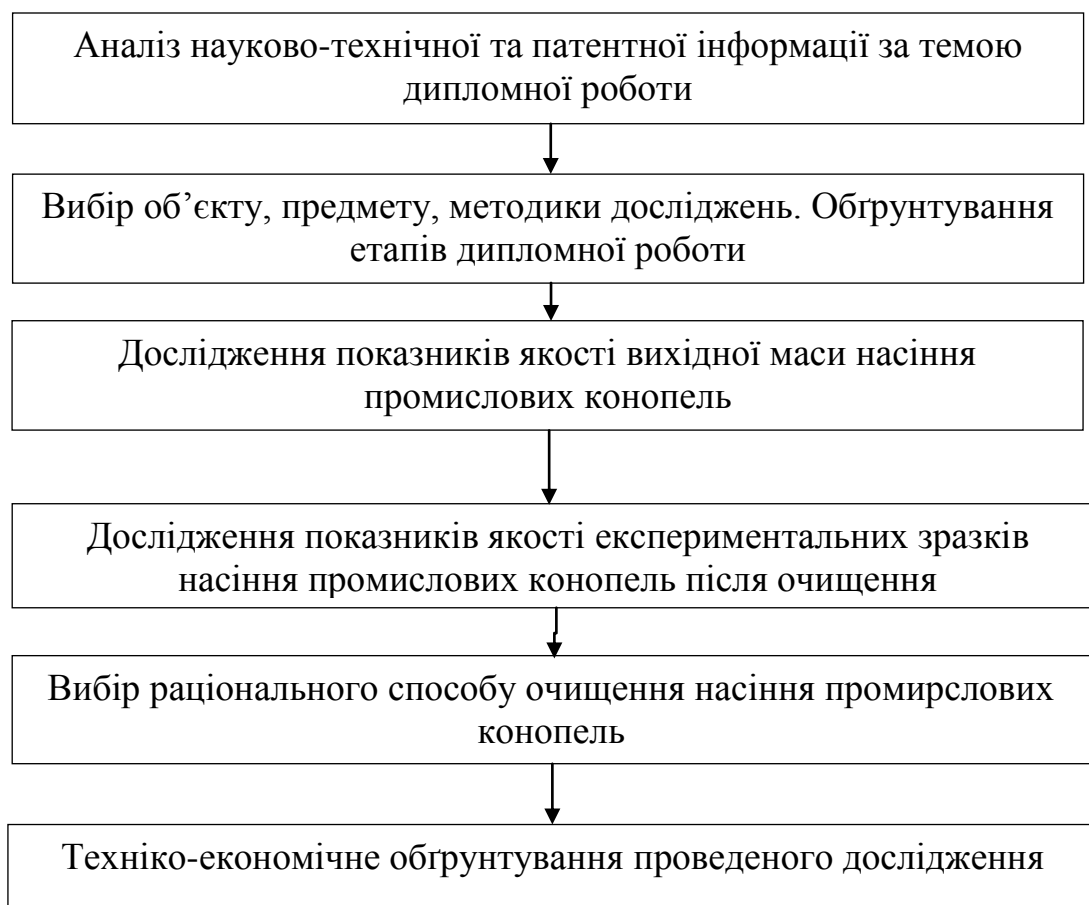 Аналіз науково-технічної та патентної інформації за темою
дипломної роботи
Вибір об’єкту, предмету, методики досліджень. Обґрунтування
етапів дипломної роботи
Дослідження показників якості вихідної маси насіння
промислових конопель
Дослідження показників якості експериментальних зразків
насіння промислових конопель після очищення
Вибір раціонального способу очищення насіння промирслових
конопель
Техніко-економічне обґрунтування проведеного дослідження